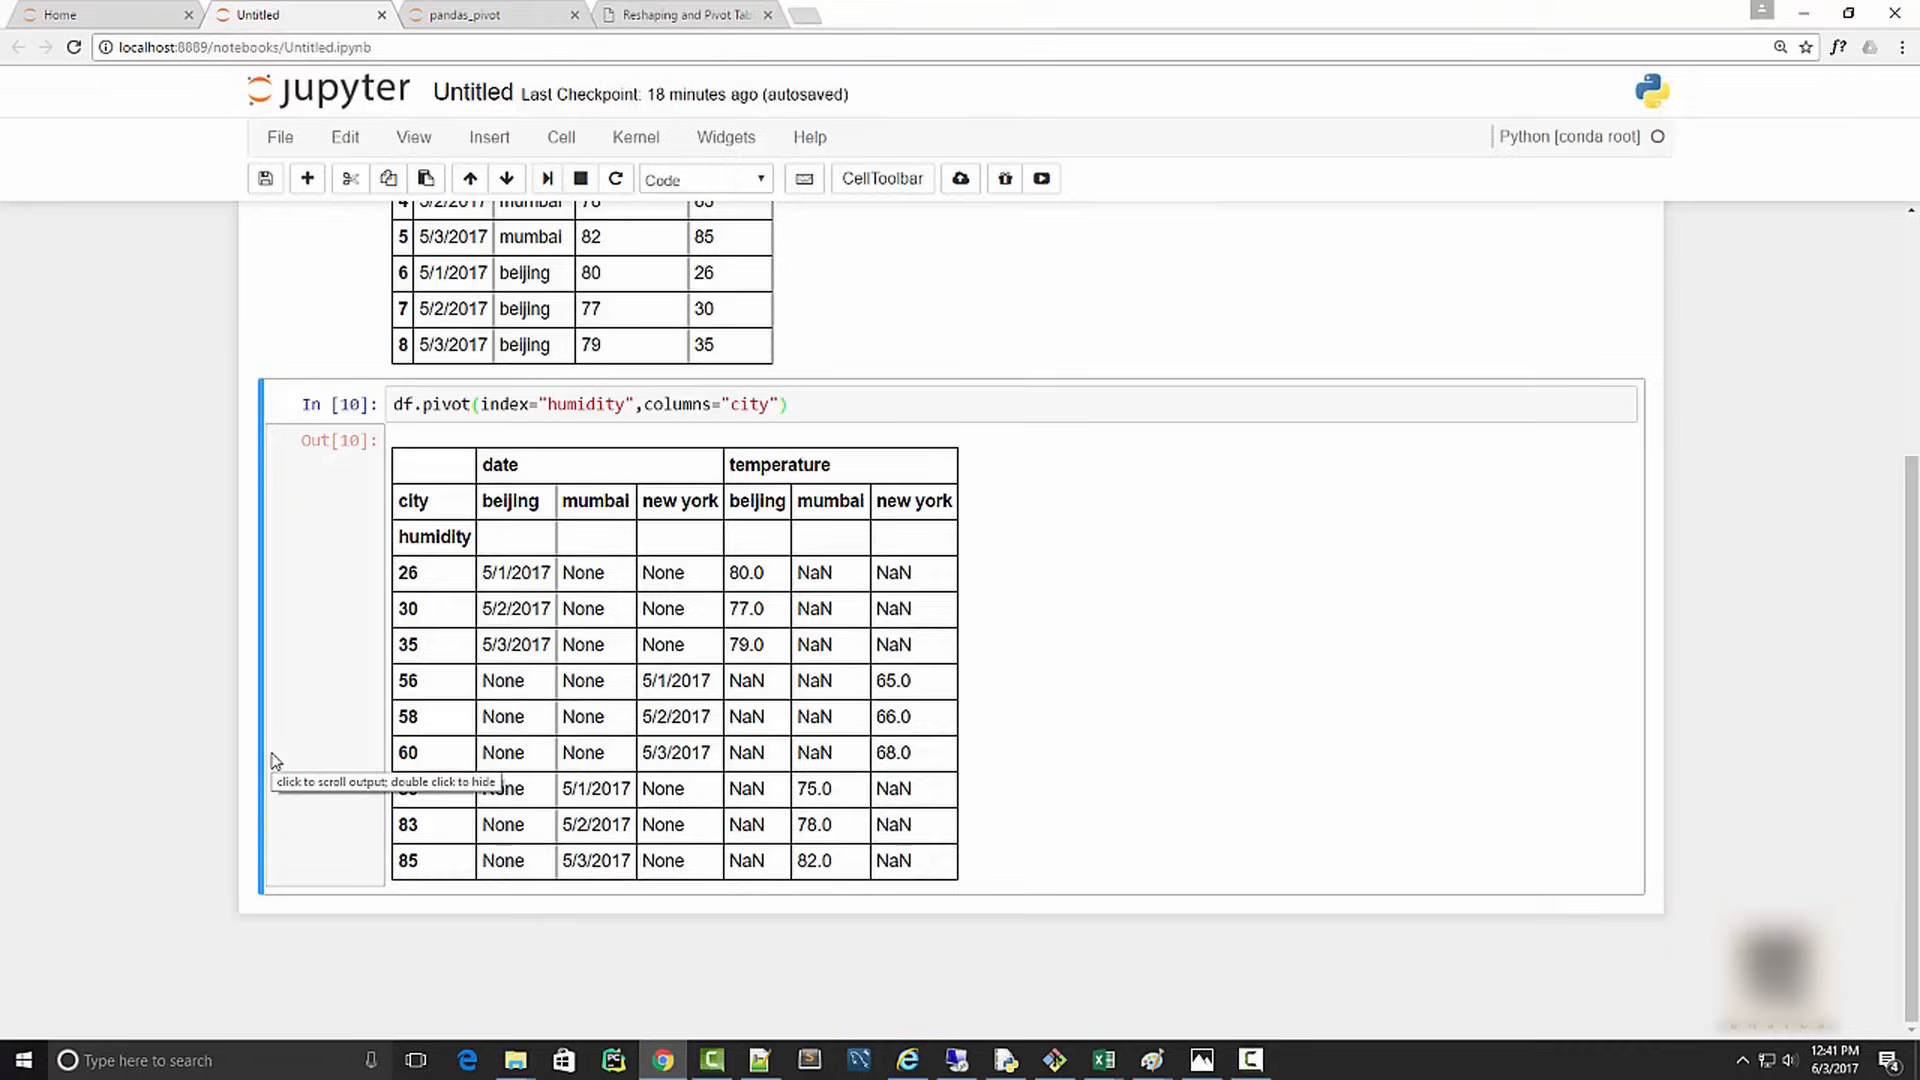 Home
Untitled
pandas_pivot
Reshaping and Pivot Tab
localhost:8889/notebooks/Untitled.ipynb
jupyter Untitled Last Checkpoint: 18 minutes ago (autosaved)
File Edit View Insert Cell Kernel Widgets Help Python [conda root]
Code CellToolbar
4 5/2/2017 mumbai 78 83
5 5/3/2017 mumbai 82 85
6 5/1/2017 beijing 80 26
7 5/2/2017 beijing 77 30
8 5/3/2017 beijing 79 35
In [10]: df.pivot(index="humidity",columns="city")
Out[10]:
date temperature
city beijing mumbai new york beijing mumbai new york
humidity
26 5/1/2017 None None 80.0 NaN NaN
30 5/2/2017 None None 77.0 NaN NaN
35 5/3/2017 None None 79.0 NaN NaN
56 None None 5/1/2017 NaN NaN 65.0
58 None None 5/2/2017 NaN NaN 66.0
60 None None 5/3/2017 NaN NaN 68.0
click to scroll output; double click to hide
5/1/2017 None NaN 75.0 NaN
83 None 5/2/2017 None NaN 78.0 NaN
85 None 5/3/2017 None NaN 82.0 NaN
Type here to search
12:41 PM
6/3/2017
4